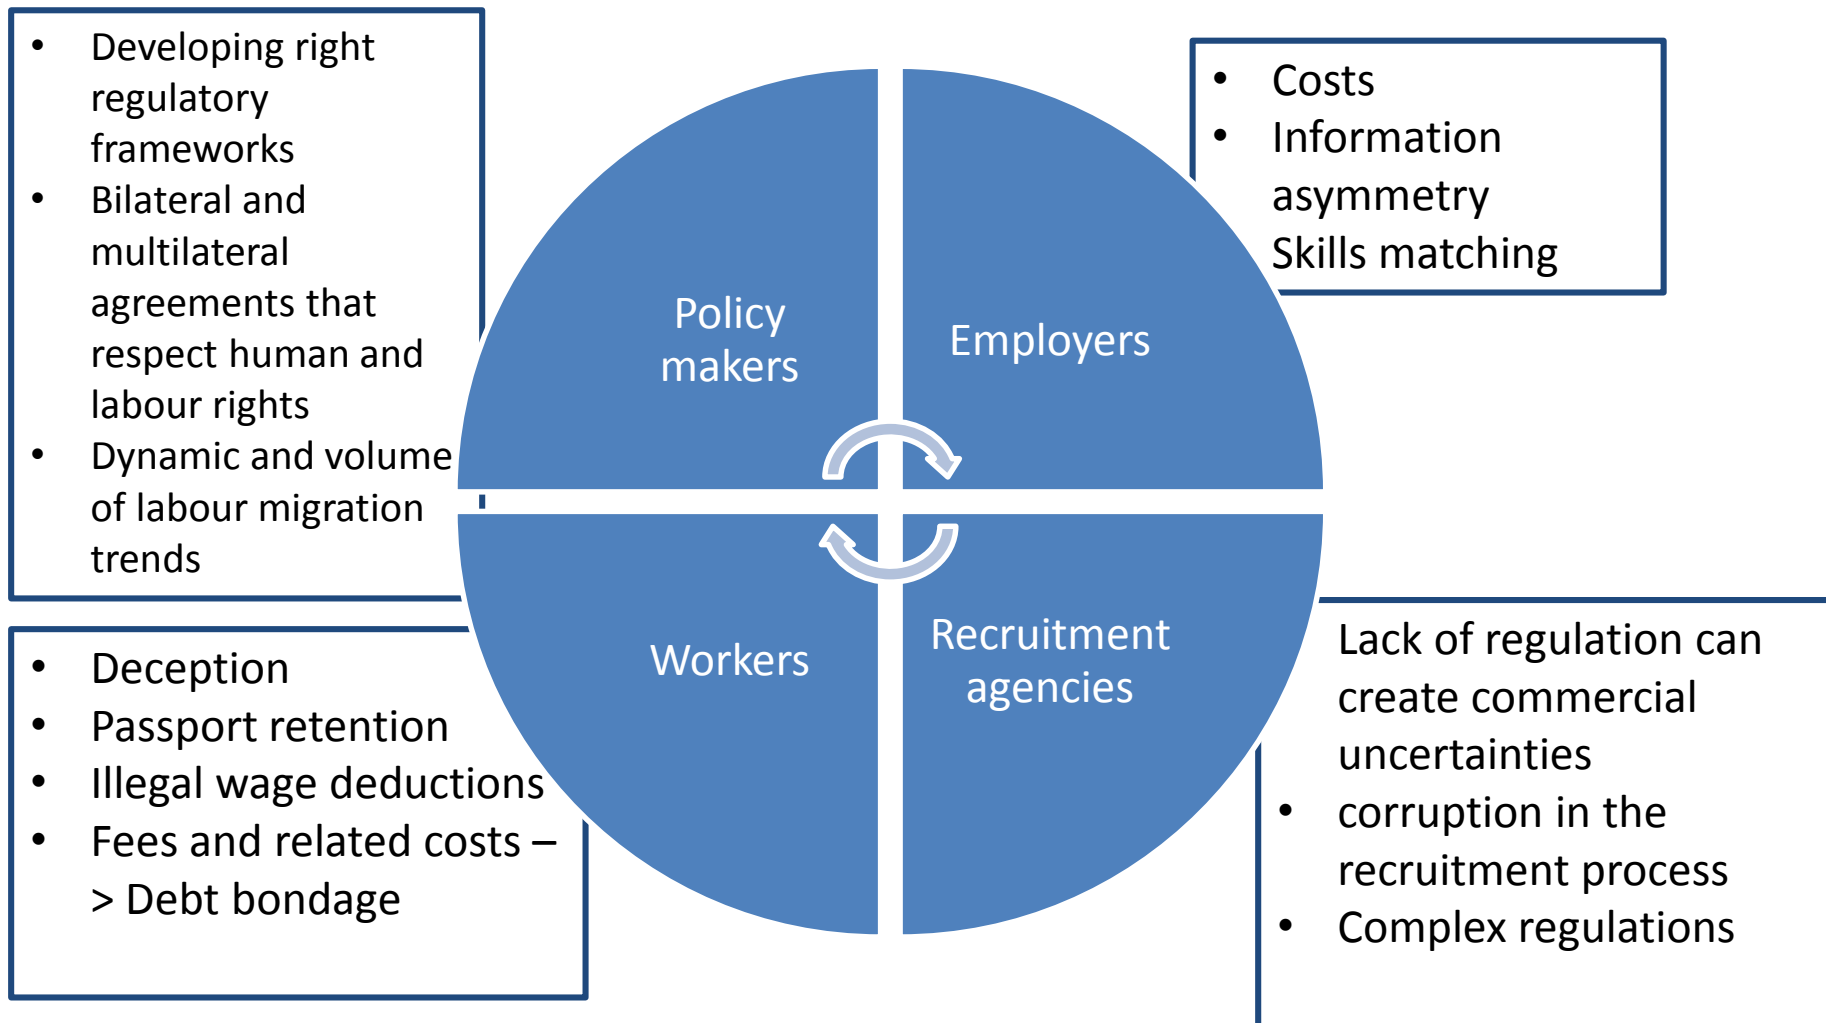 • Developing right
regulatory
frameworks
• Bilateral and
multilateral
agreements that
respect human and
labour rights
• Dynamic and volume
of labour migration
trends
• Costs
• Information
asymmetry
Skills matching
Policy
makers
Employers
Workers
Recruitment
agencies
• Deception
• Passport retention
• Illegal wage deductions
• Fees and related costs –
> Debt bondage
Lack of regulation can
create commercial
uncertainties
• corruption in the
recruitment process
• Complex regulations